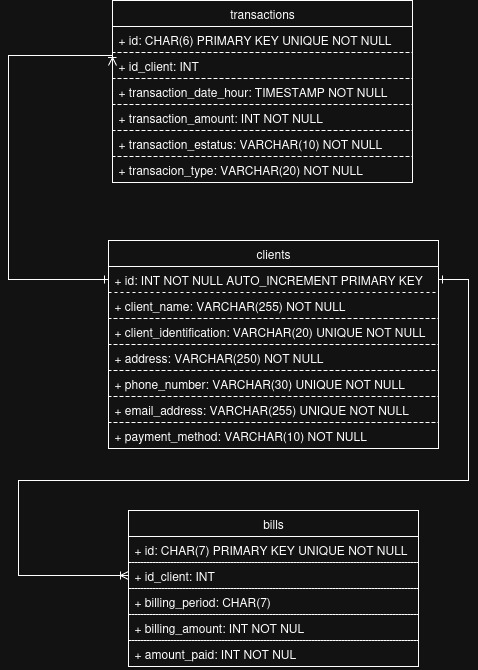 transactions
+ id: CHAR(6) PRIMARY KEY UNIQUE NOT NULL
+ id_client: INT
+ transaction_date_hour: TIMESTAMP NOT NULL
+ transaction_amount: INT NOT NULL
+ transaction_estatus: VARCHAR(10) NOT NULL
+ transacion_type: VARCHAR(20) NOT NULL
clients
+ id: INT NOT NULL AUTO_INCREMENT PRIMARY KEY
+ client_name: VARCHAR(255) NOT NULL
+ client_identification: VARCHAR(20) UNIQUE NOT NULL
+ address: VARCHAR(250) NOT NULL
+ phone_number: VARCHAR(30) UNIQUE NOT NULL
+ email_address: VARCHAR(255) UNIQUE NOT NULL
+ payment_method: VARCHAR(10) NOT NULL
bills
+ id: CHAR(7) PRIMARY KEY UNIQUE NOT NULL
+ id_client: INT
+ billing_period: CHAR(7)
+ billing_amount: INT NOT NUL
+ amount_paid: INT NOT NUL